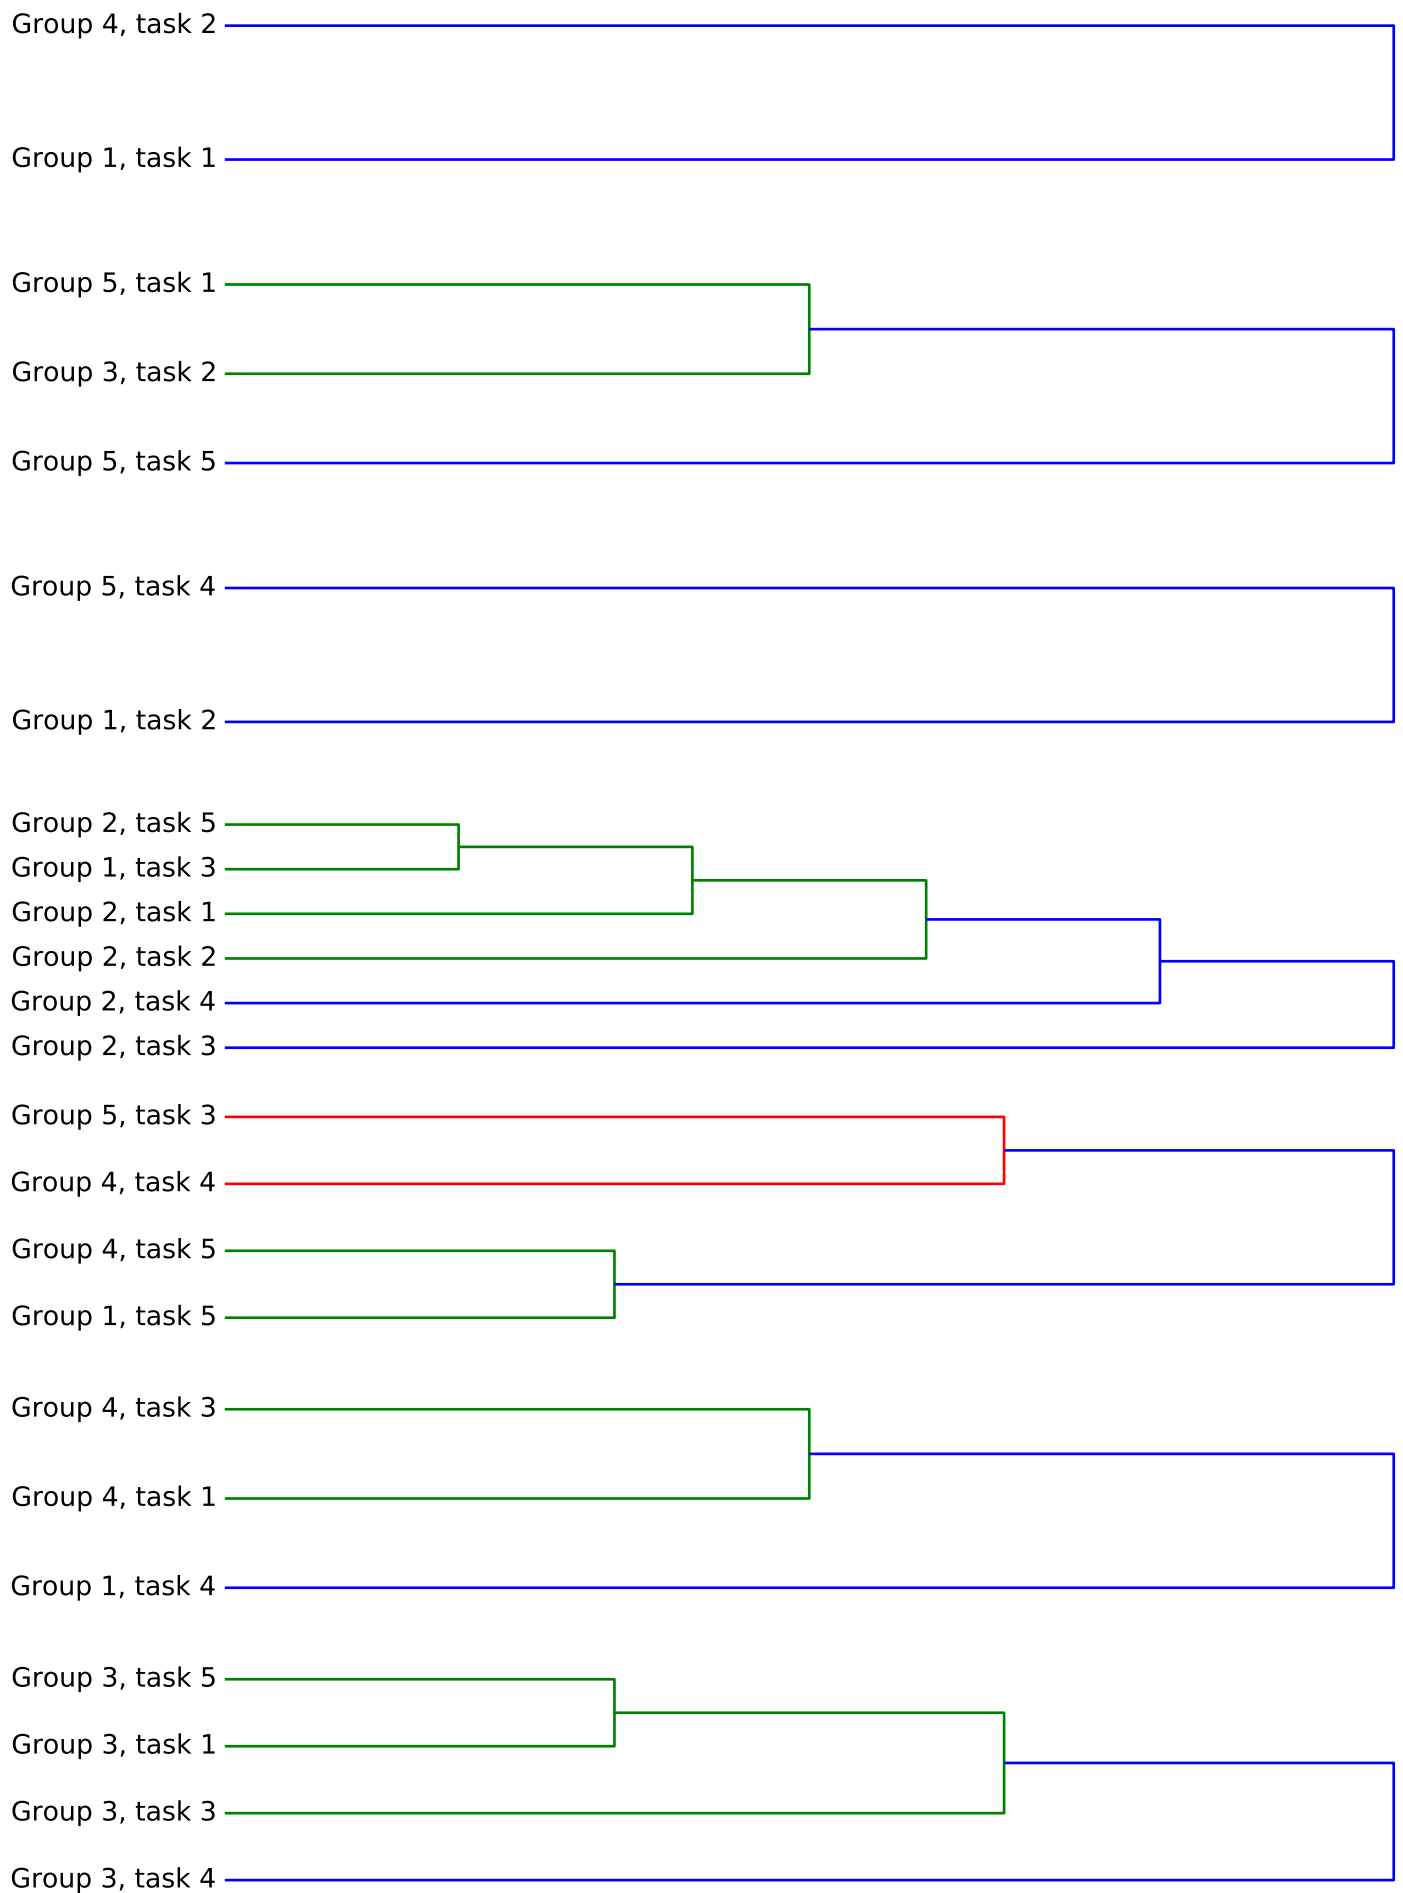 Group 4, task 2
Group 1, task 1
Group 5, task 1
Group 3, task 2
Group 5, task 5
Group 5, task 4
Group 1, task 2
Group 2, task 5
Group 1, task 3
Group 2, task 1
Group 2, task 2
Group 2, task 4
Group 2, task 3
Group 5, task 3
Group 4, task 4
Group 4, task 5
Group 1, task 5
Group 4, task 3
Group 4, task 1
Group 1, task 4
Group 3, task 5
Group 3, task 1
Group 3, task 3
Group 3, task 4